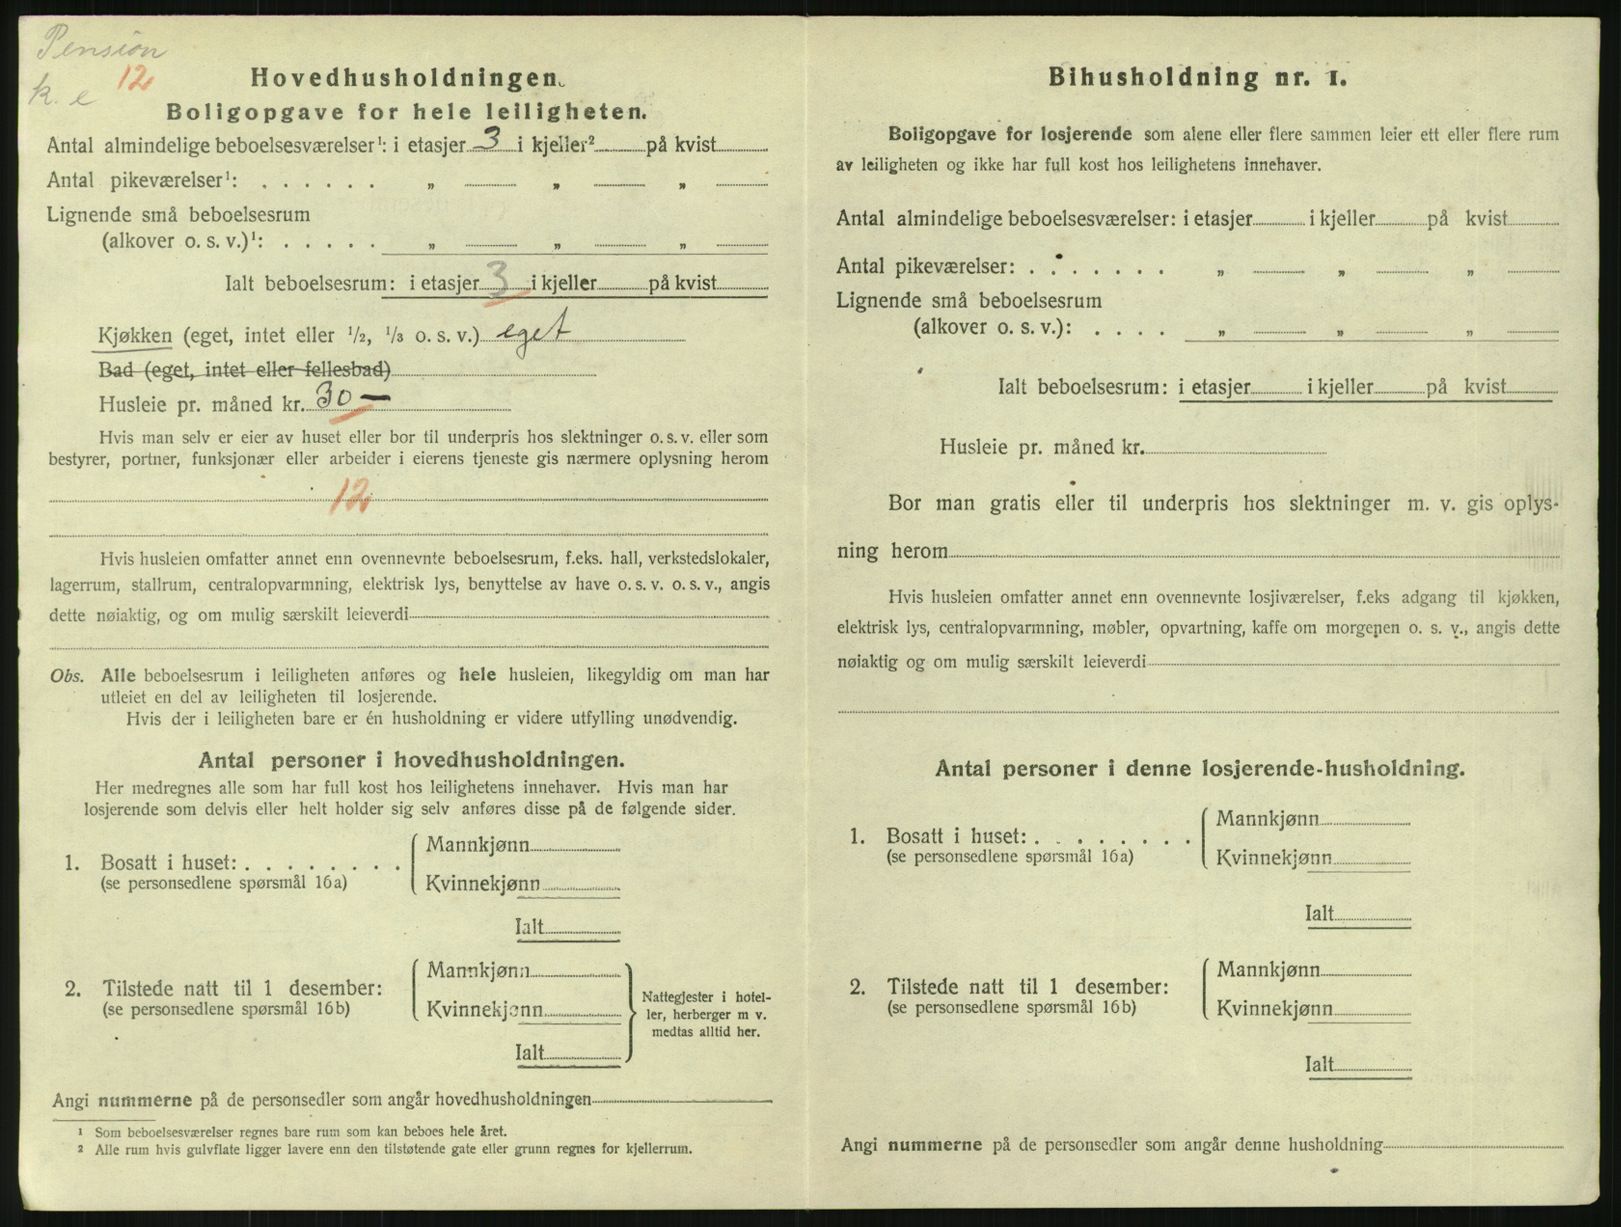 Pension
k. e 12
Hovedhusholdningen.
Boligopgave for hele leiligheten.
Antal almindelige beboelsesværelser¹: i etasjer 3 i kjeller² på kvist
Antal pikeværelser¹: . . . . . . „ „ „
Lignende små beboelsesrum
(alkover o. s. v.)¹: . . . . . „ „ „
Ialt beboelsesrum: i etasjer 3 i kjeller på kvist
Kjøkken (eget, intet eller ½, ⅓ o. s. v.) eget
Bad (eget, intet eller fellesbad)
Husleie pr. måned kr. 30 —
Hvis man selv er eier av huset eller bor til underpris hos slektninger o. s. v. eller som
bestyrer, portner, funksjonær eller arbeider i eierens tjeneste gis nærmere oplysning herom
12
Hvis husleien omfatter annet enn ovennevnte beboelsesrum, f.eks. hall, verkstedslokaler,
lagerrum, stallrum, centralopvarmning, elektrisk lys, benyttelse av have o. s. v. o. s. v., angis
dette nøiaktig, og om mulig særskilt leieverdi
Obs. Alle beboelsesrum i leiligheten anføres og hele husleien, likegyldig om man har
utleiet en del av leiligheten til losjerende.
Hvis der i leiligheten bare er én husholdning er videre utfylling unødvendig.
Antal personer i hovedhusholdningen.
Her medregnes alle som har full kost hos leilighetens innehaver. Hvis man har
losjerende som delvis eller helt holder sig selv anføres disse på de følgende sider.
Mannkjønn
1. Bosatt i huset: . . . . . . . .
(se personsedlene spørsmål 16a)
Kvinnekjønn
Ialt
Mannkjønn
2. Tilstede natt til 1 desember:
(se personsedlene spørsmål 16b)
Kvinnekjønn
Ialt
Nattegjester i hotel-
ler, herberger m v.
medtas alltid her.
Angi nummerne på de personsedler som angår hovedhusholdningen
¹ Som beboelsesværelser regnes bare rum som kan beboes hele året.
² Alle rum hvis gulvflate ligger lavere enn den tilstøtende gate eller grunn regnes for kjellerrum.
Bihusholdning nr. 1.
Boligopgave for losjerende som alene eller flere sammen leier ett eller flere rum
av leiligheten og ikke har full kost hos leilighetens innehaver.
Antal almindelige beboelsesværelser: i etasjer i kjeller på kvist
Antal pikeværelser: . . . . . . „ „ „
Lignende små beboelsesrum
(alkover o. s. v.): . . . . „ „ „
Ialt beboelsesrum: i etasjer i kjeller på kvist
Husleie pr. måned kr.
Bor man gratis eller til underpris hos slektninger m. v. gis oplys-
ning herom
Hvis husleien omfatter annet enn ovennevnte losjiværelser, f.eks adgang til kjøkken,
elektrisk lys, centralopvarmning, møbler, opvartning, kaffe om morgenen o. s. v., angis dette
nøiaktig og om mulig særskilt leieverdi
Antal personer i denne losjerende-husholdning.
Mannkjønn
1. Bosatt i huset: . . . . . . . .
(se personsedlene spørsmål 16a)
Kvinnekjønn
Ialt
Mannkjønn
2. Tilstede natt til 1 desember:
(se personsedlene spørsmål 16b)
Kvinnekjønn
Ialt
Angi nummerne på de personsedler som angår denne husholdning